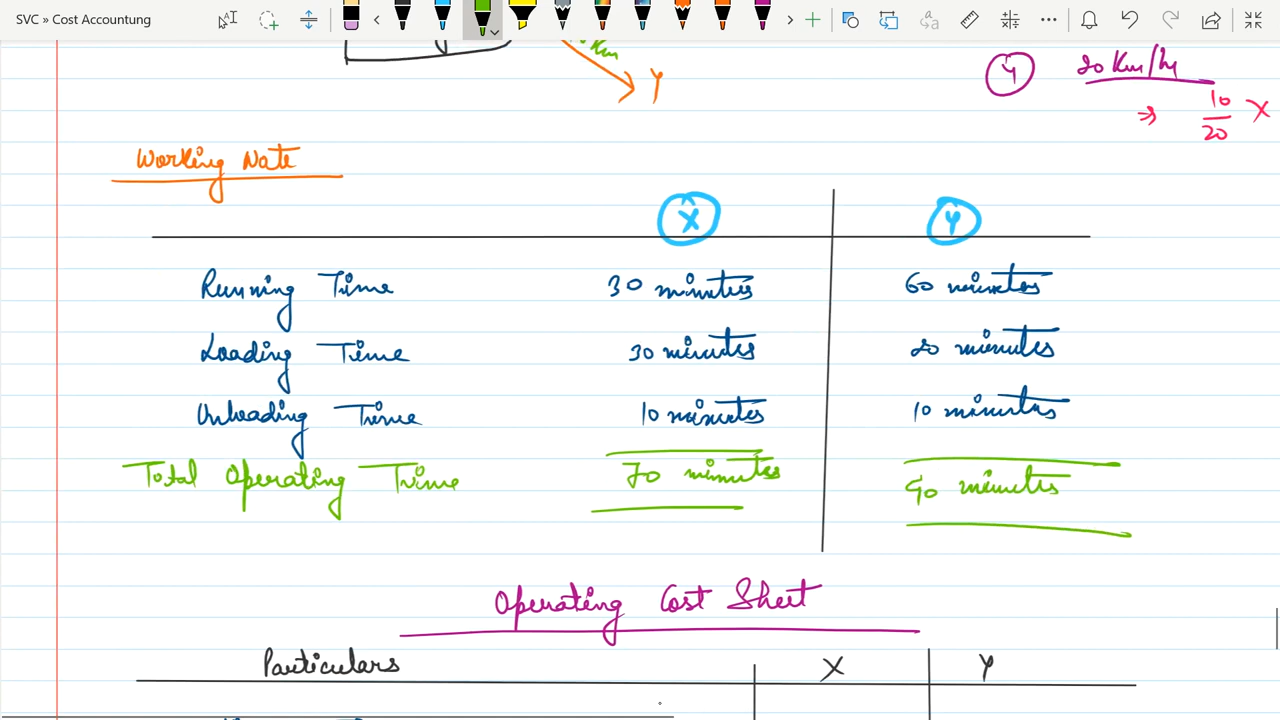 SVC » Cost Accountung
Km
Y
4 20 Km/hr
⇒ 10/20 X
Working Note
X Y
Running Time 30 minutes 60 minutes
Loading Time 30 minutes 20 minutes
Unloading Time 10 minutes 10 minutes
Total Operating Time 70 minutes 90 minutes
Operating Cost Sheet
Particulars X Y